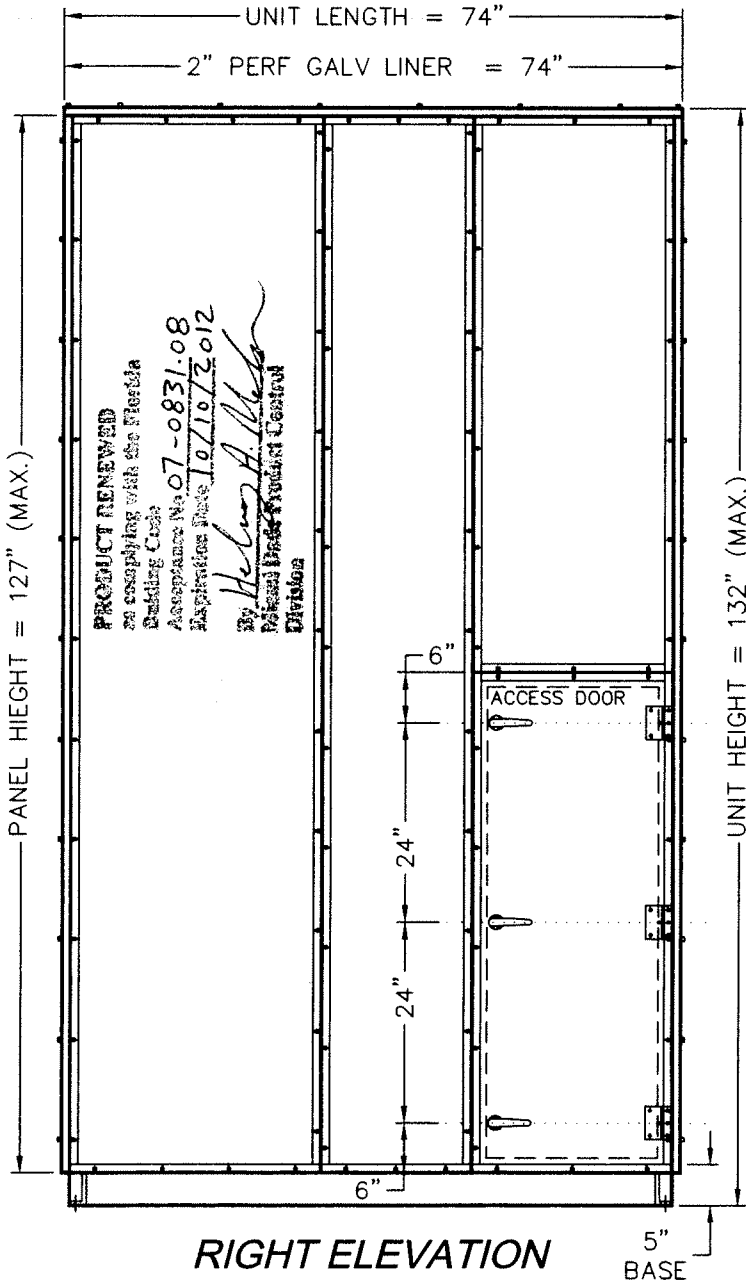 UNIT LENGTH = 74"
2" PERF GALV LINER = 74"
PANEL HIEGHT = 127" (MAX.)
PRODUCT RENEWED
as complying with the Florida
Building Code
Acceptance No 07-0831.08
Expiration Date 10/10/2012
By
Miami Dade Product Control
Division
UNIT HEIGHT = 132" (MAX.)
6"
ACCESS DOOR
24"
24"
6"
RIGHT ELEVATION
5"
BASE